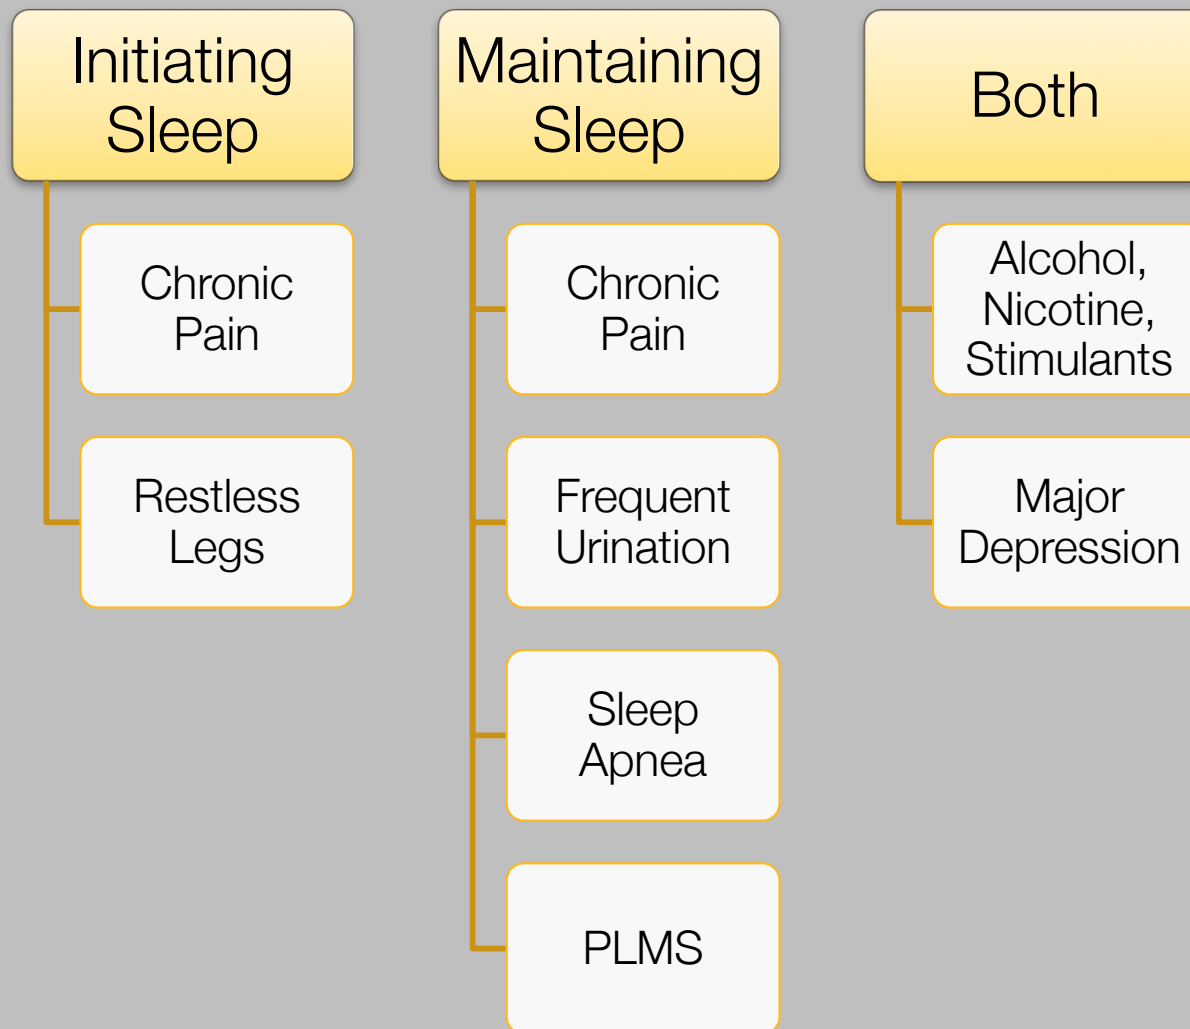 Initiating
Sleep
Chronic
Pain
Restless
Legs
Maintaining
Sleep
Chronic
Pain
Frequent
Urination
Sleep
Apnea
PLMS
Both
Alcohol,
Nicotine,
Stimulants
Major
Depression